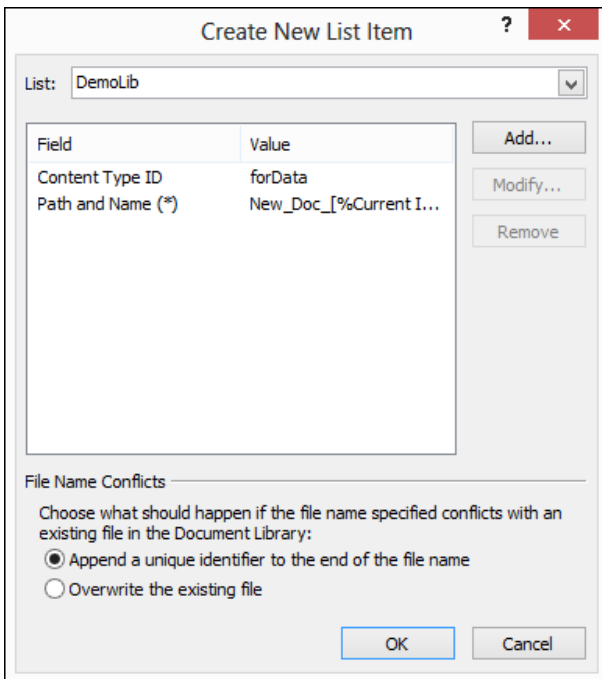 Create New List Item ?
List: DemoLib
Field Value Add...
Content Type ID forData Modify...
Path and Name (*) New_Doc_[%Current I... Remove
File Name Conflicts
Choose what should happen if the file name specified conflicts with an
existing file in the Document Library:
Append a unique identifier to the end of the file name
Overwrite the existing file
OK Cancel